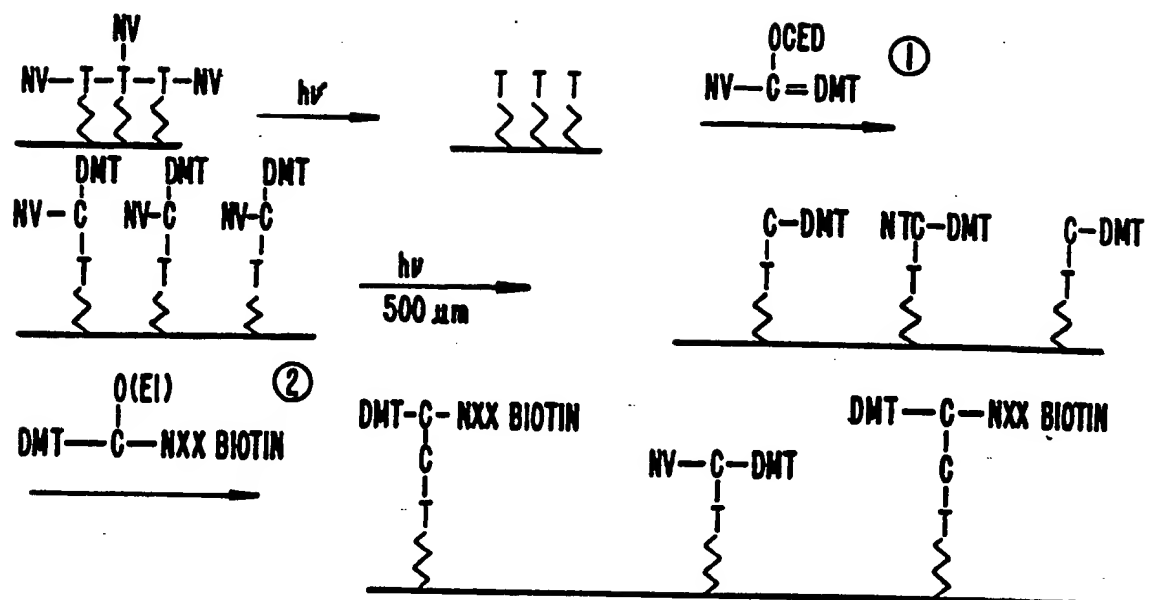 NV
NV—T—T—T—NV
hν
T T T
OCED
NV—C=DMT
①
DMT DMT DMT
NV-C NV-C NV-C
T T T
hν
500 μm
C-DMT NTC-DMT C-DMT
T T T
②
O(EI)
DMT—C—NXX BIOTIN
DMT-C-NXX BIOTIN
C
T
NV—C—DMT
T
DMT—C—NXX BIOTIN
C
T